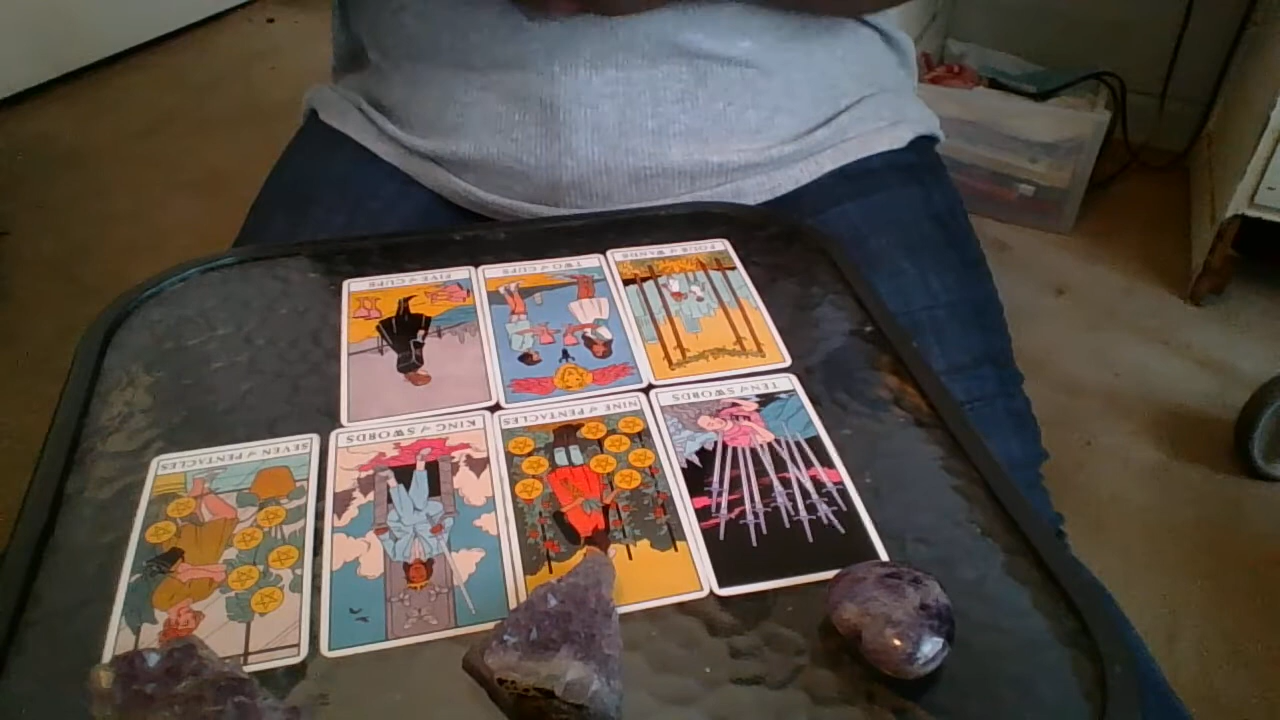 FIVE of CUPS
TWO of CUPS
FOUR of WANDS
SEVEN of PENTACLES
KING of SWORDS
NINE of PENTACLES
TEN of SWORDS